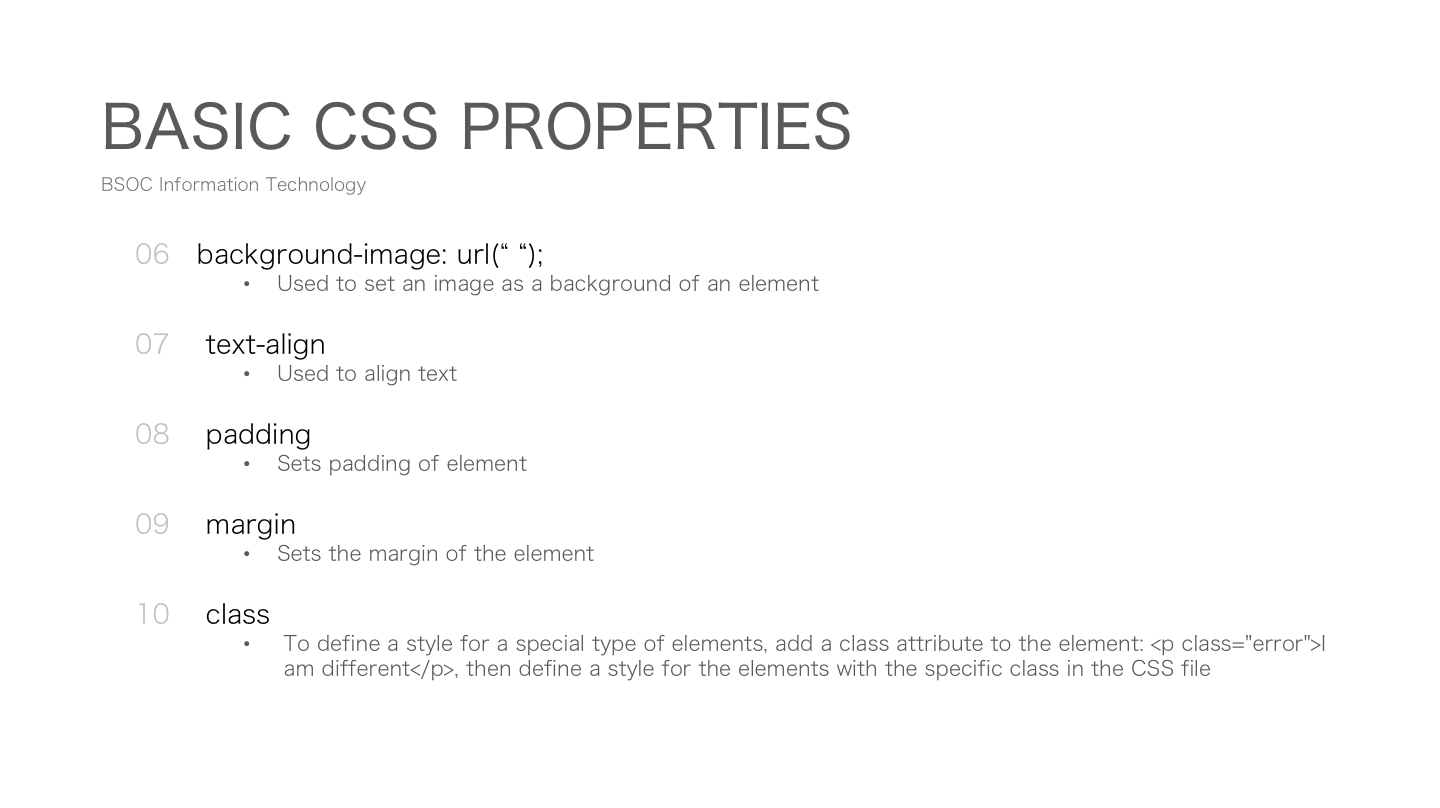 BASIC CSS PROPERTIES
BSOC Information Technology
06 background-image: url(“ “);
• Used to set an image as a background of an element
07 text-align
• Used to align text
08 padding
• Sets padding of element
09 margin
• Sets the margin of the element
10 class
• To define a style for a special type of elements, add a class attribute to the element: <p class="error">I
am different</p>, then define a style for the elements with the specific class in the CSS file